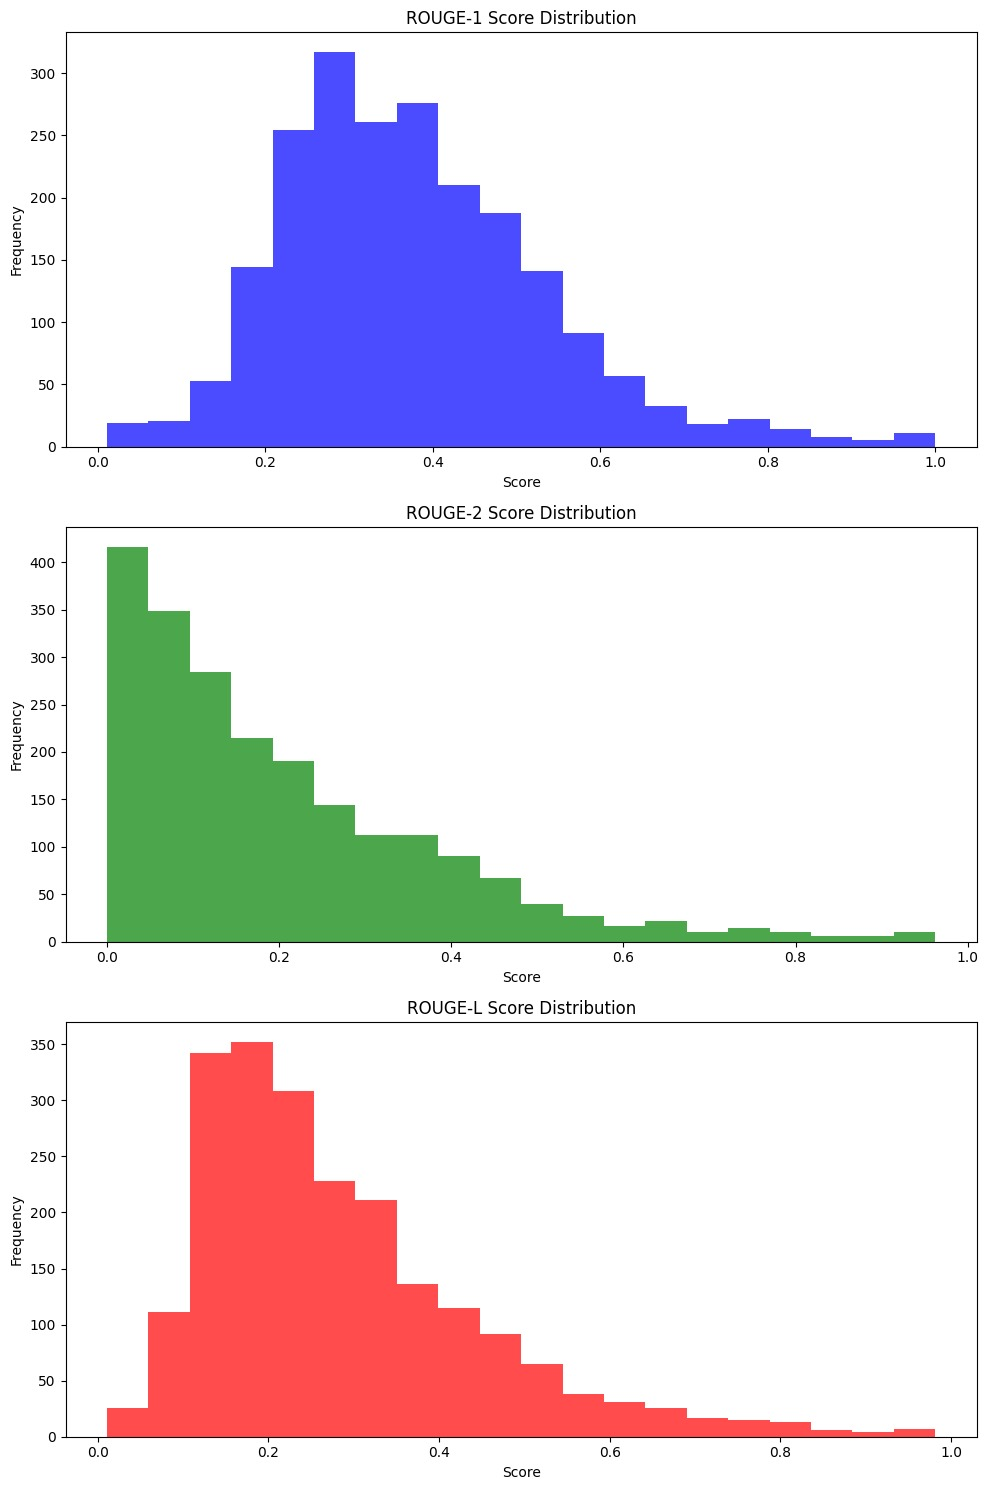 ROUGE-1 Score Distribution
300
250
200
150
100
50
0
Frequency
0.0 0.2 0.4 0.6 0.8 1.0
Score
ROUGE-2 Score Distribution
400
350
300
250
200
150
100
50
0
Frequency
0.0 0.2 0.4 0.6 0.8 1.0
Score
ROUGE-L Score Distribution
350
300
250
200
150
100
50
0
Frequency
0.0 0.2 0.4 0.6 0.8 1.0
Score